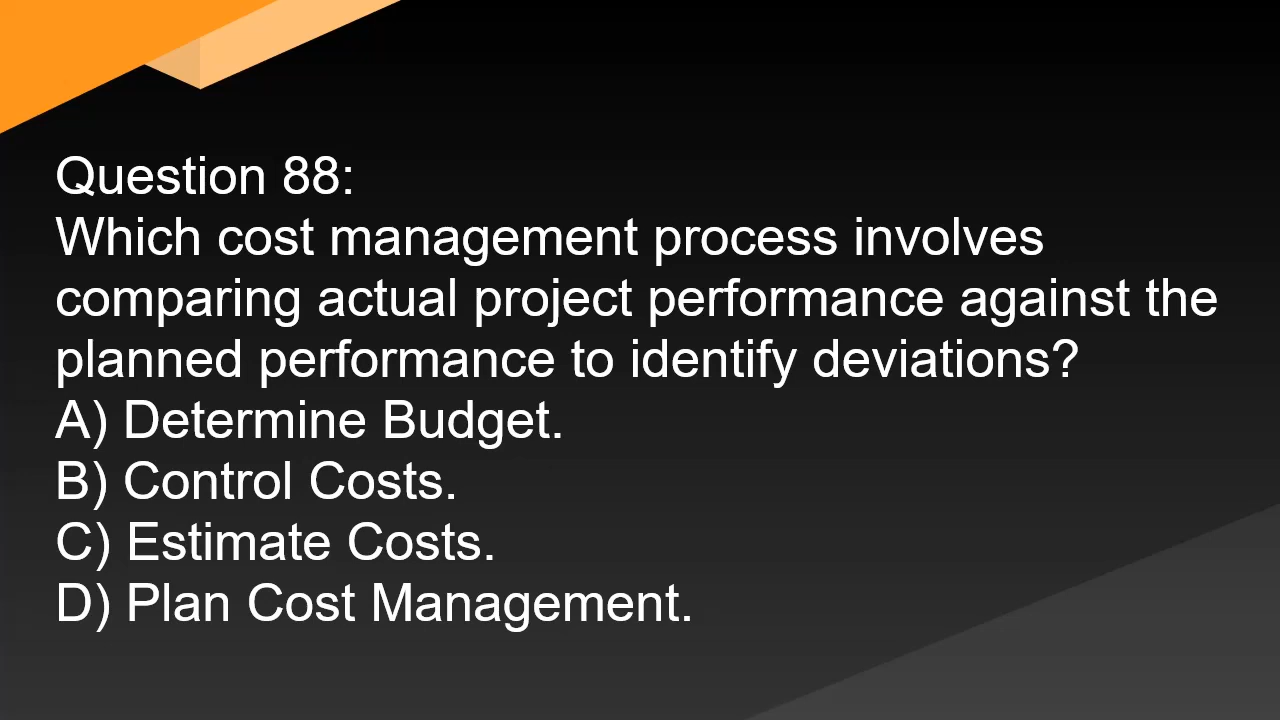 Question 88:
Which cost management process involves
comparing actual project performance against the
planned performance to identify deviations?
A) Determine Budget.
B) Control Costs.
C) Estimate Costs.
D) Plan Cost Management.